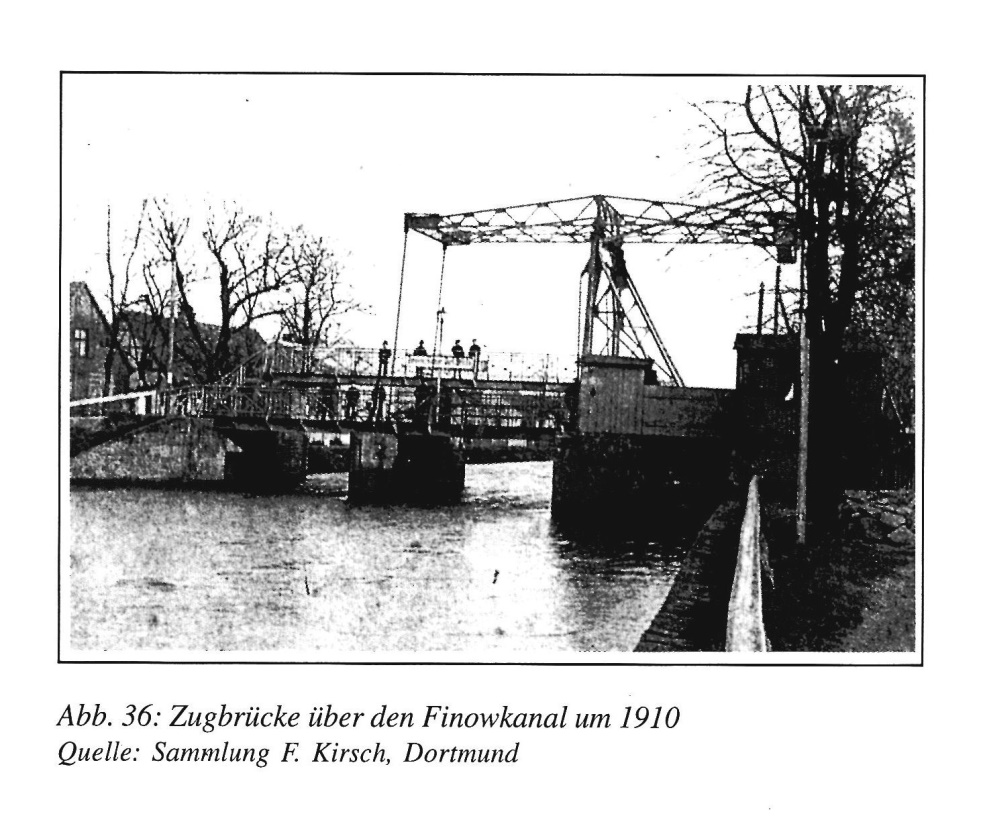 Abb. 36: Zugbrücke über den Finowkanal um 1910
Quelle: Sammlung F. Kirsch, Dortmund